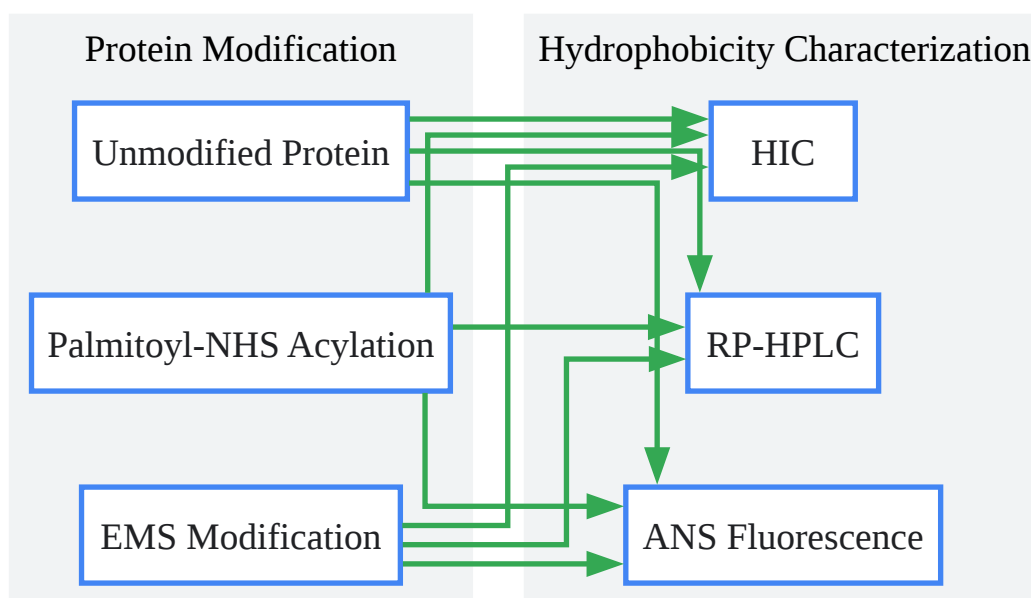 Protein Modification
Hydrophobicity Characterization
Unmodified Protein
HIC
Palmitoyl-NHS Acylation
RP-HPLC
EMS Modification
ANS Fluorescence